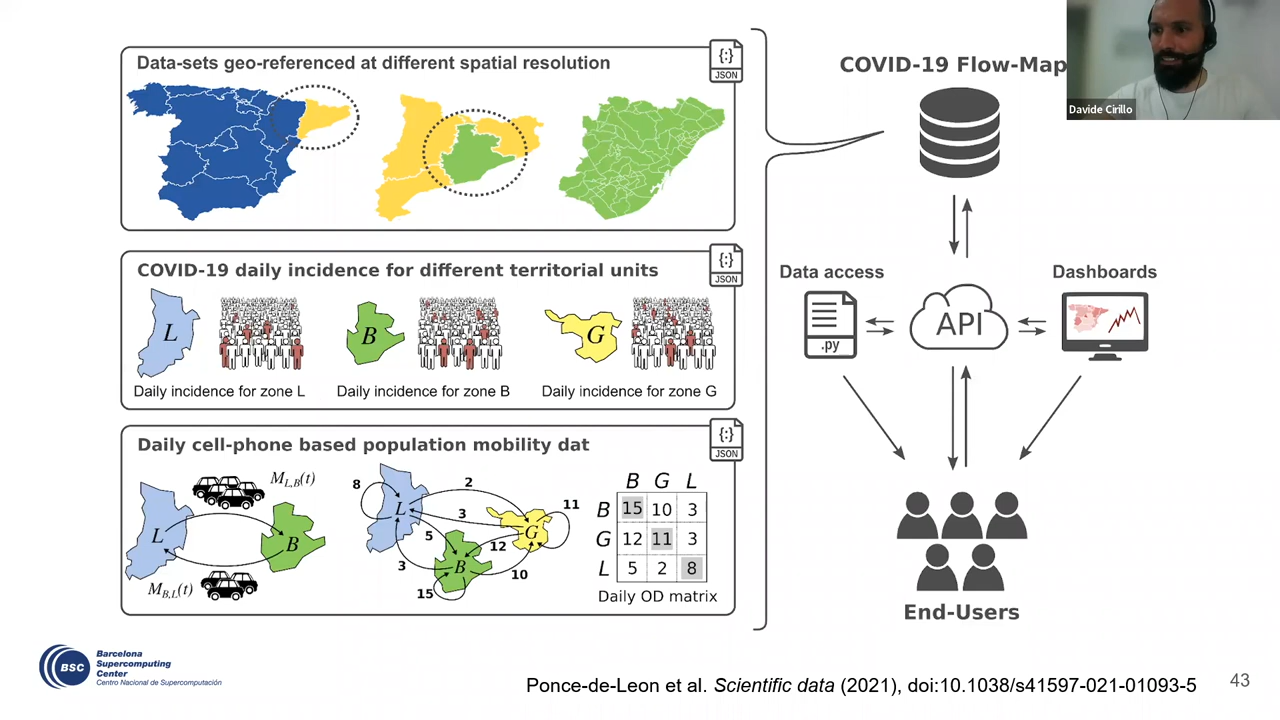 Data-sets geo-referenced at different spatial resolution
{:}
JSON
COVID-19 daily incidence for different territorial units
{:}
JSON
L
B
G
Daily incidence for zone L
Daily incidence for zone B
Daily incidence for zone G
Daily cell-phone based population mobility dat
{:}
JSON
M_{L,B}(t)
L
B
M_{B,L}(t)
8
2
11
L
3
G
5
12
3
B
10
15
B G L
B 15 10 3
G 12 11 3
L 5 2 8
Daily OD matrix
COVID-19 Flow-Map
Davide Cirillo
Data access
Dashboards
.py
API
End-Users
BSC
Barcelona
Supercomputing
Center
Centro Nacional de Supercomputación
Ponce-de-Leon et al. Scientific data (2021), doi:10.1038/s41597-021-01093-5
43